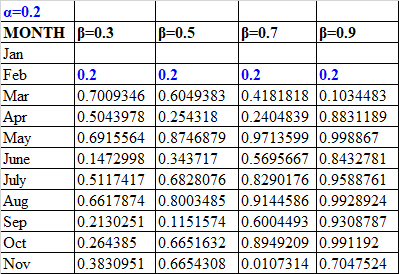 α=0.2
MONTH β=0.3 β=0.5 β=0.7 β=0.9
Jan
Feb 0.2 0.2 0.2 0.2
Mar 0.7009346 0.6049383 0.4181818 0.1034483
Apr 0.5043978 0.254318 0.2404839 0.8831189
May 0.6915564 0.8746879 0.9713599 0.998867
June 0.1472998 0.343717 0.5695667 0.8432781
July 0.5117417 0.6828076 0.8290176 0.9588761
Aug 0.6617874 0.8003485 0.9144586 0.9928924
Sep 0.2130251 0.1151574 0.6004493 0.9308787
Oct 0.264385 0.6651632 0.8949209 0.991192
Nov 0.3830951 0.6654308 0.0107314 0.7047524